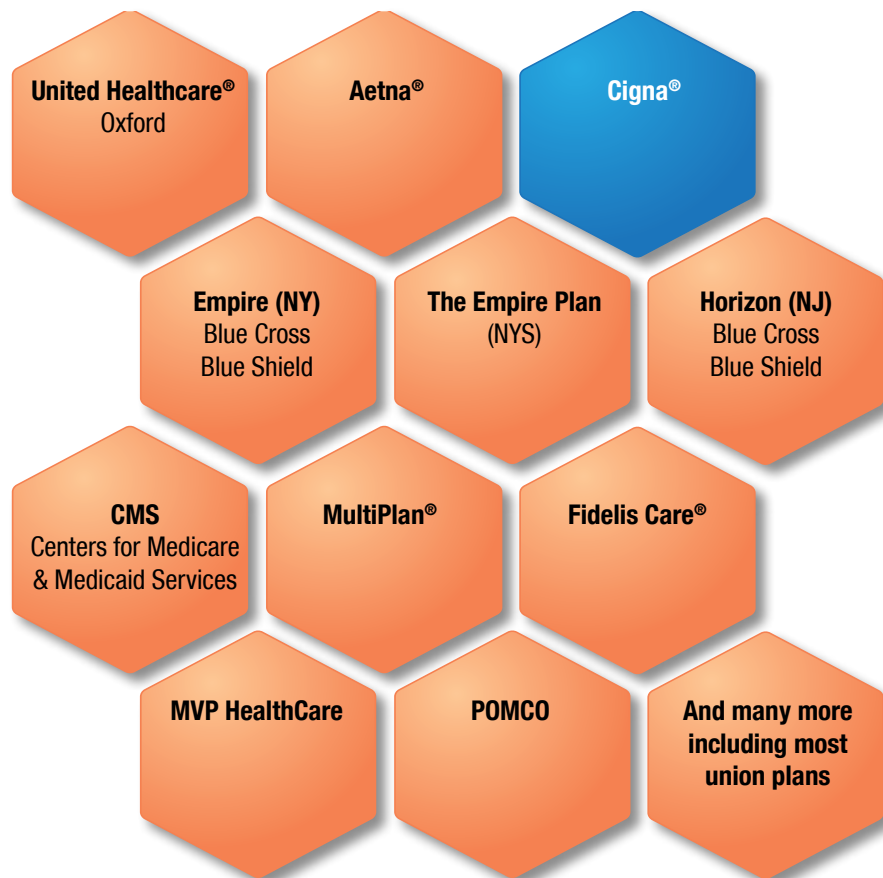 United Healthcare®
Oxford
Aetna®
Cigna®
Empire (NY)
Blue Cross
Blue Shield
The Empire Plan
(NYS)
Horizon (NJ)
Blue Cross
Blue Shield
CMS
Centers for Medicare
& Medicaid Services
MultiPlan®
Fidelis Care®
MVP HealthCare
POMCO
And many more
including most
union plans